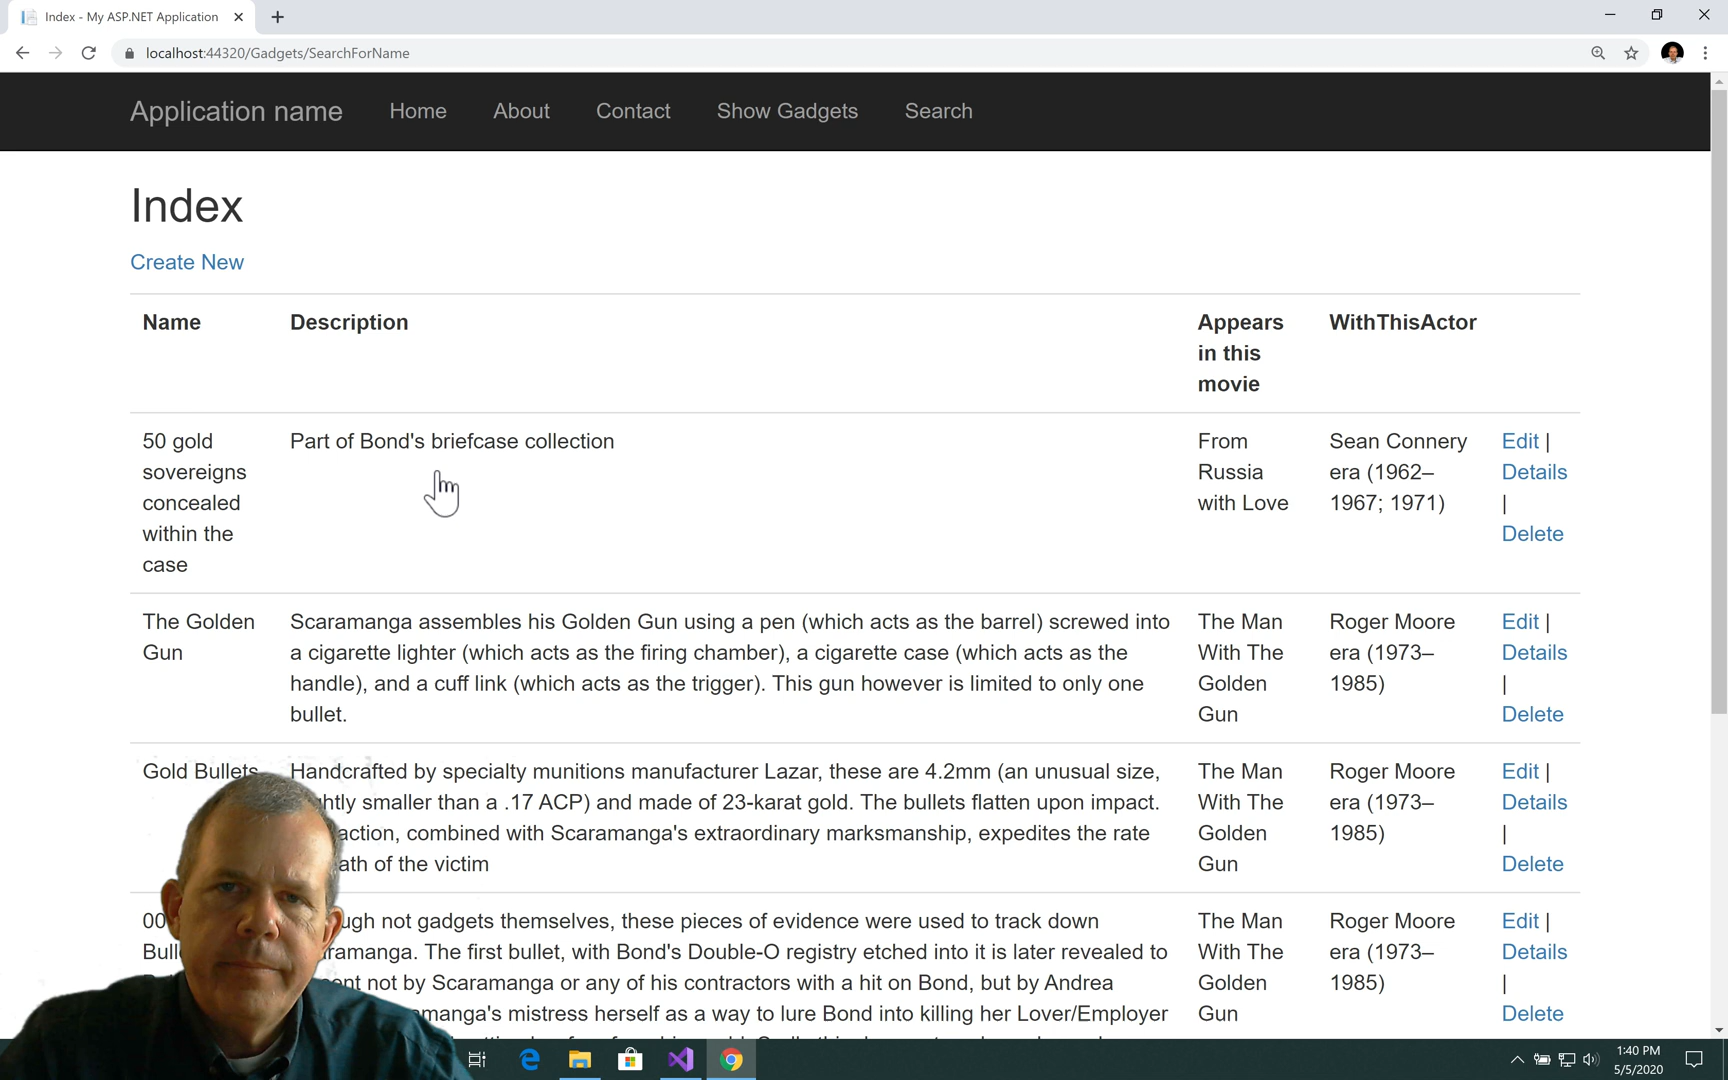 Index - My ASP.NET Application
localhost:44320/Gadgets/SearchForName
Application name Home About Contact Show Gadgets Search
Index
Create New
Name Description Appears in this movie WithThisActor
50 gold sovereigns concealed within the case
Part of Bond's briefcase collection
From Russia with Love
Sean Connery era (1962–1967; 1971)
Edit |
Details
|
Delete
The Golden Gun
Scaramanga assembles his Golden Gun using a pen (which acts as the barrel) screwed into
a cigarette lighter (which acts as the firing chamber), a cigarette case (which acts as the
handle), and a cuff link (which acts as the trigger). This gun however is limited to only one
bullet.
The Man With The Golden Gun
Roger Moore era (1973–1985)
Edit |
Details
|
Delete
Gold Bullets
Handcrafted by specialty munitions manufacturer Lazar, these are 4.2mm (an unusual size,
smaller than a .17 ACP) and made of 23-karat gold. The bullets flatten upon impact.
combined with Scaramanga's extraordinary marksmanship, expedites the rate
of the victim
The Man With The Golden Gun
Roger Moore era (1973–1985)
Edit |
Details
|
Delete
not gadgets themselves, these pieces of evidence were used to track down
The first bullet, with Bond's Double-O registry etched into it is later revealed to
not by Scaramanga or any of his contractors with a hit on Bond, but by Andrea
mistress herself as a way to lure Bond into killing her Lover/Employer
The Man With The Golden Gun
Roger Moore era (1973–1985)
Edit |
Details
|
Delete
1:40 PM
5/5/2020